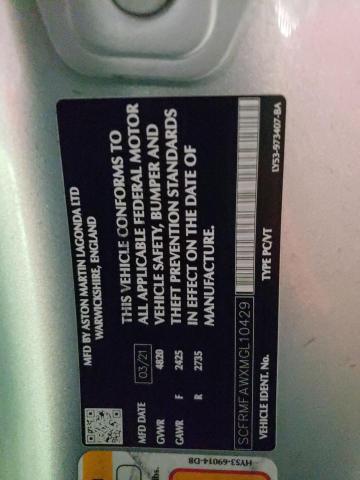 MFD BY ASTON MARTIN LAGONDA LTD
WARWICKSHIRE, ENGLAND
THIS VEHICLE CONFORMS TO
ALL APPLICABLE FEDERAL MOTOR
VEHICLE SAFETY, BUMPER AND
THEFT PREVENTION STANDARDS
IN EFFECT ON THE DATE OF
MANUFACTURE.
MFD DATE 03/21
GVWR 4820
GAWR F 2425
R 2735
SCFRMFAWXMGL10429
VEHICLE IDENT. No. TYPE PC/VT
LY53-973407-BA
HY53-69014-DB
lbs.